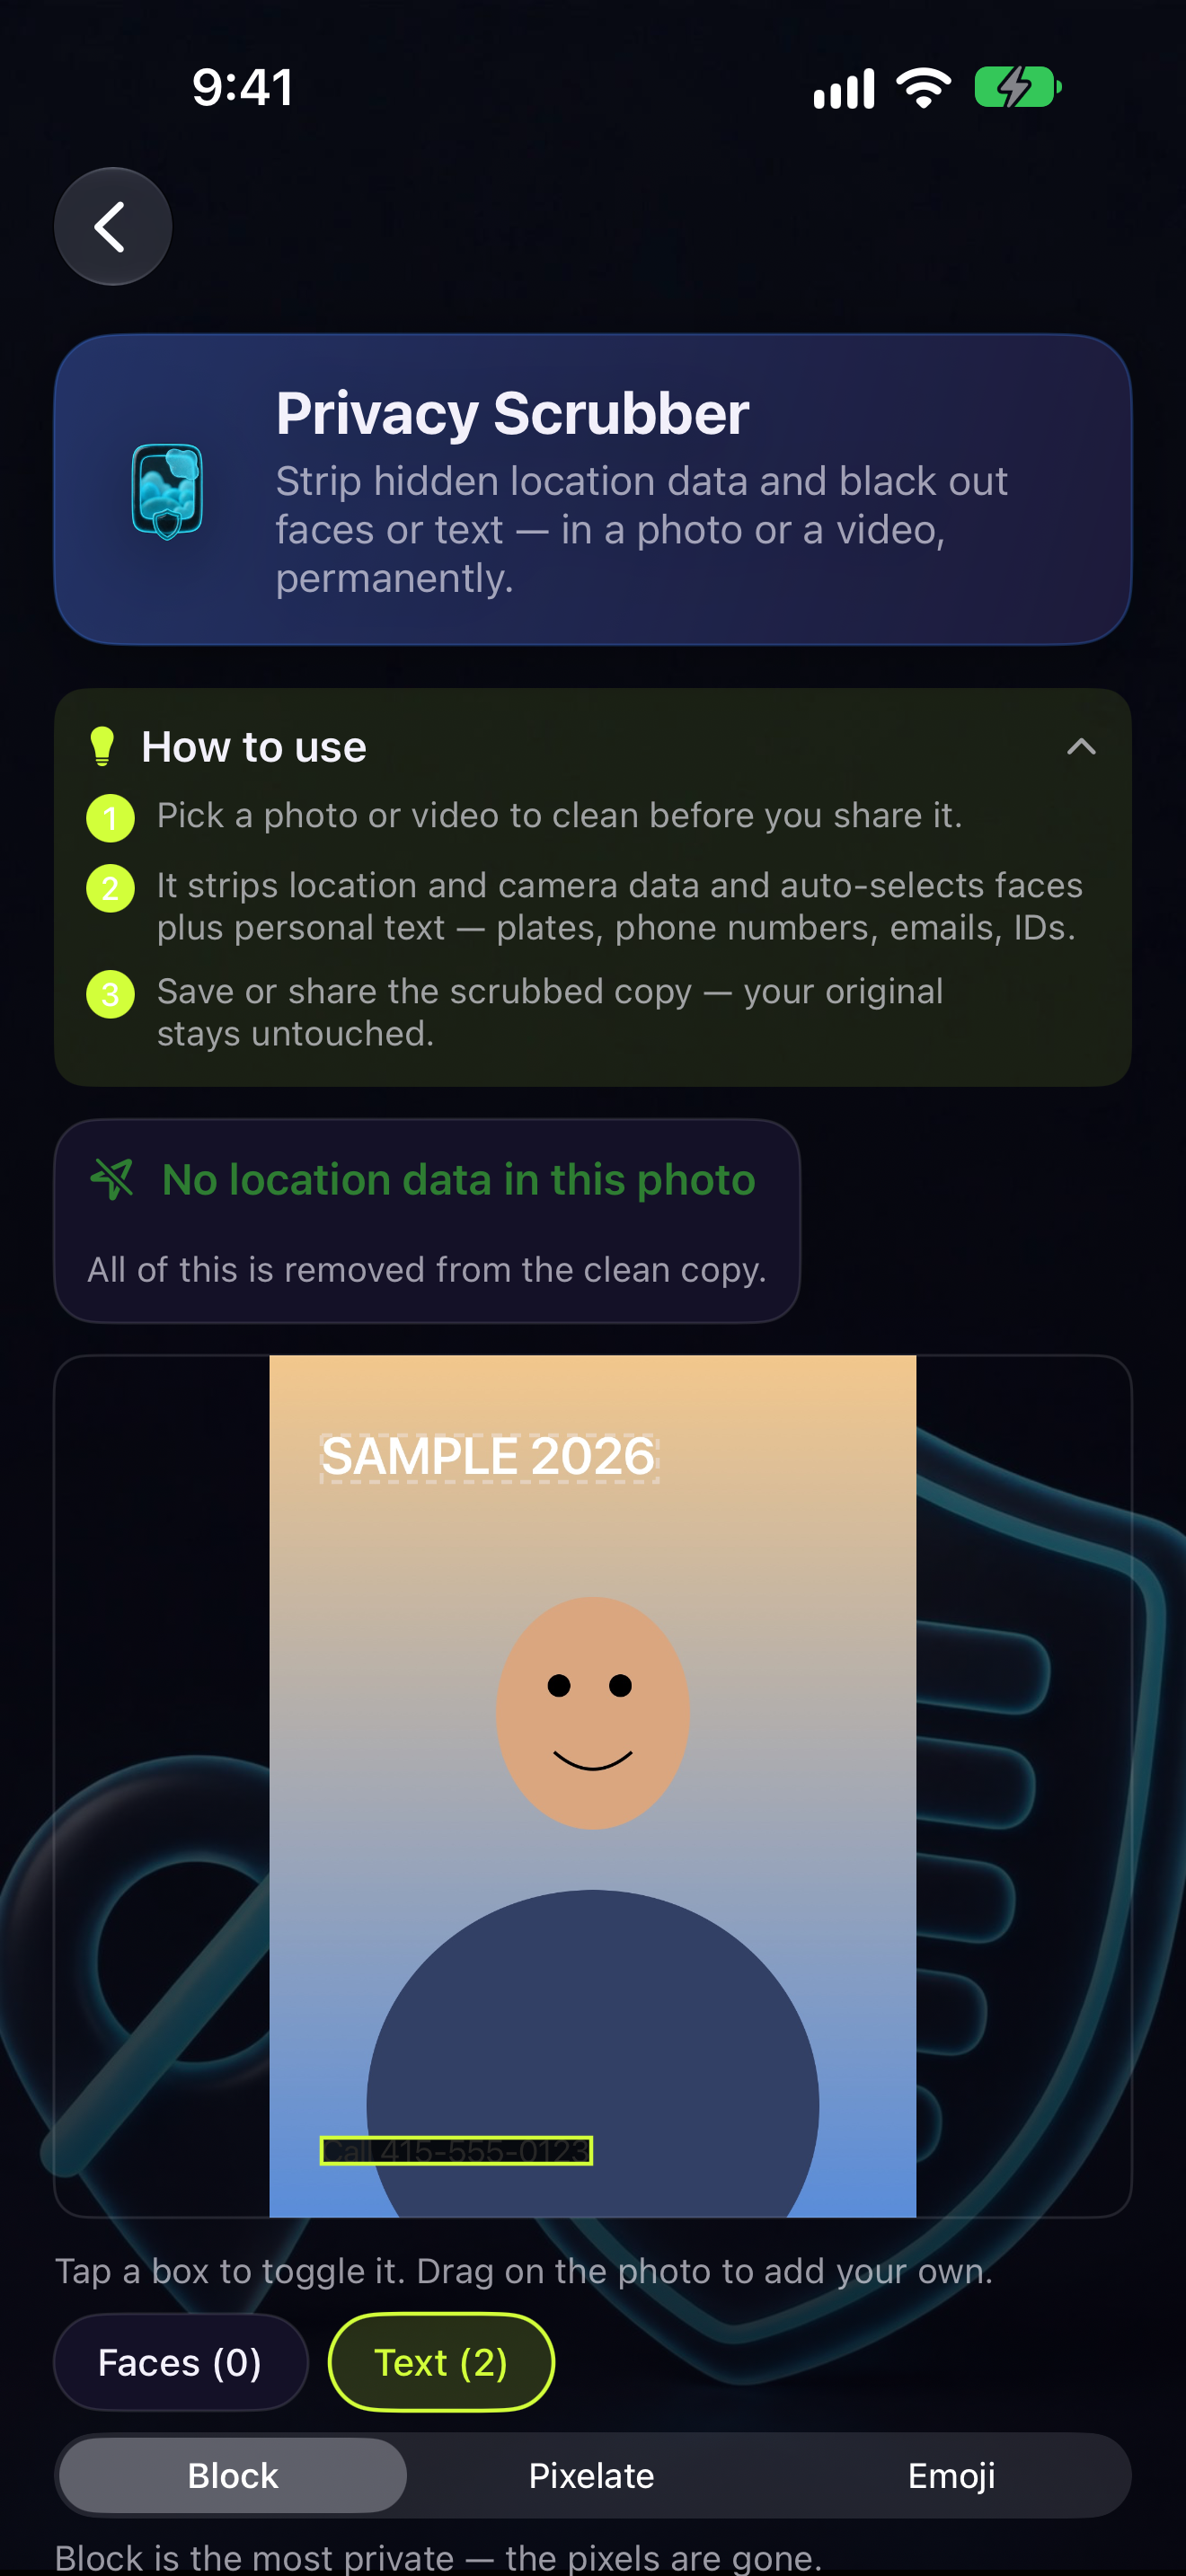 9:41
Privacy Scrubber
Strip hidden location data and black out
faces or text — in a photo or a video,
permanently.
How to use
1 Pick a photo or video to clean before you share it.
2 It strips location and camera data and auto-selects faces
plus personal text — plates, phone numbers, emails, IDs.
3 Save or share the scrubbed copy — your original
stays untouched.
No location data in this photo
All of this is removed from the clean copy.
SAMPLE 2026
Call 415-555-0123
Tap a box to toggle it. Drag on the photo to add your own.
Faces (0) Text (2)
Block Pixelate Emoji
Block is the most private — the pixels are gone.